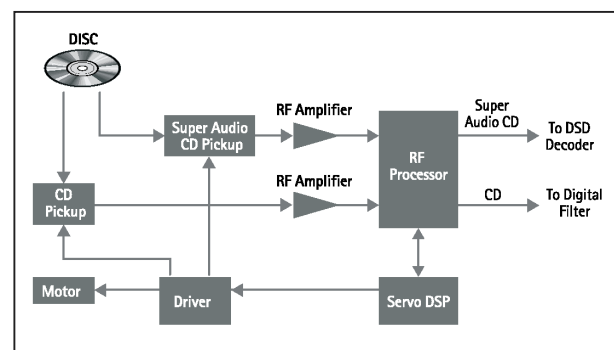 DISC
RF Amplifier
Super Audio
CD Pickup
Super
Audio CD
To DSD
Decoder
RF
Processor
RF Amplifier
CD
Pickup
CD
To Digital
Filter
Motor
Driver
Servo DSP